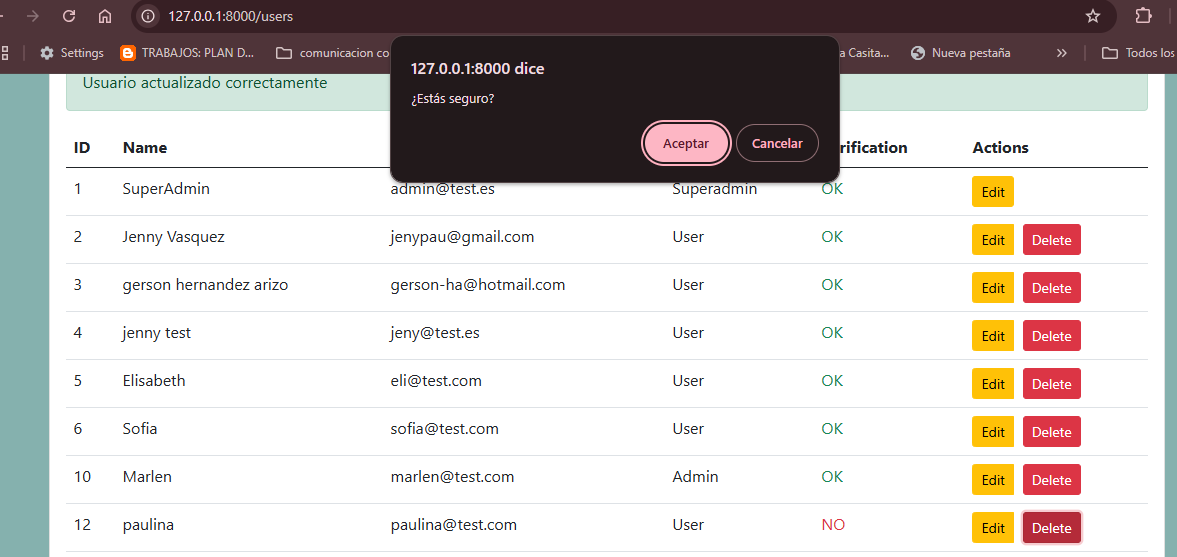 127.0.0.1:8000/users
Settings TRABAJOS: PLAN D... comunicacion co a Casita... Nueva pestaña » Todos los
127.0.0.1:8000 dice
¿Estás seguro?
Aceptar Cancelar
Usuario actualizado correctamente
ID Name rification Actions
1 SuperAdmin admin@test.es Superadmin OK Edit
2 Jenny Vasquez jenypau@gmail.com User OK Edit Delete
3 gerson hernandez arizo gerson-ha@hotmail.com User OK Edit Delete
4 jenny test jeny@test.es User OK Edit Delete
5 Elisabeth eli@test.com User OK Edit Delete
6 Sofia sofia@test.com User OK Edit Delete
10 Marlen marlen@test.com Admin OK Edit Delete
12 paulina paulina@test.com User NO Edit Delete